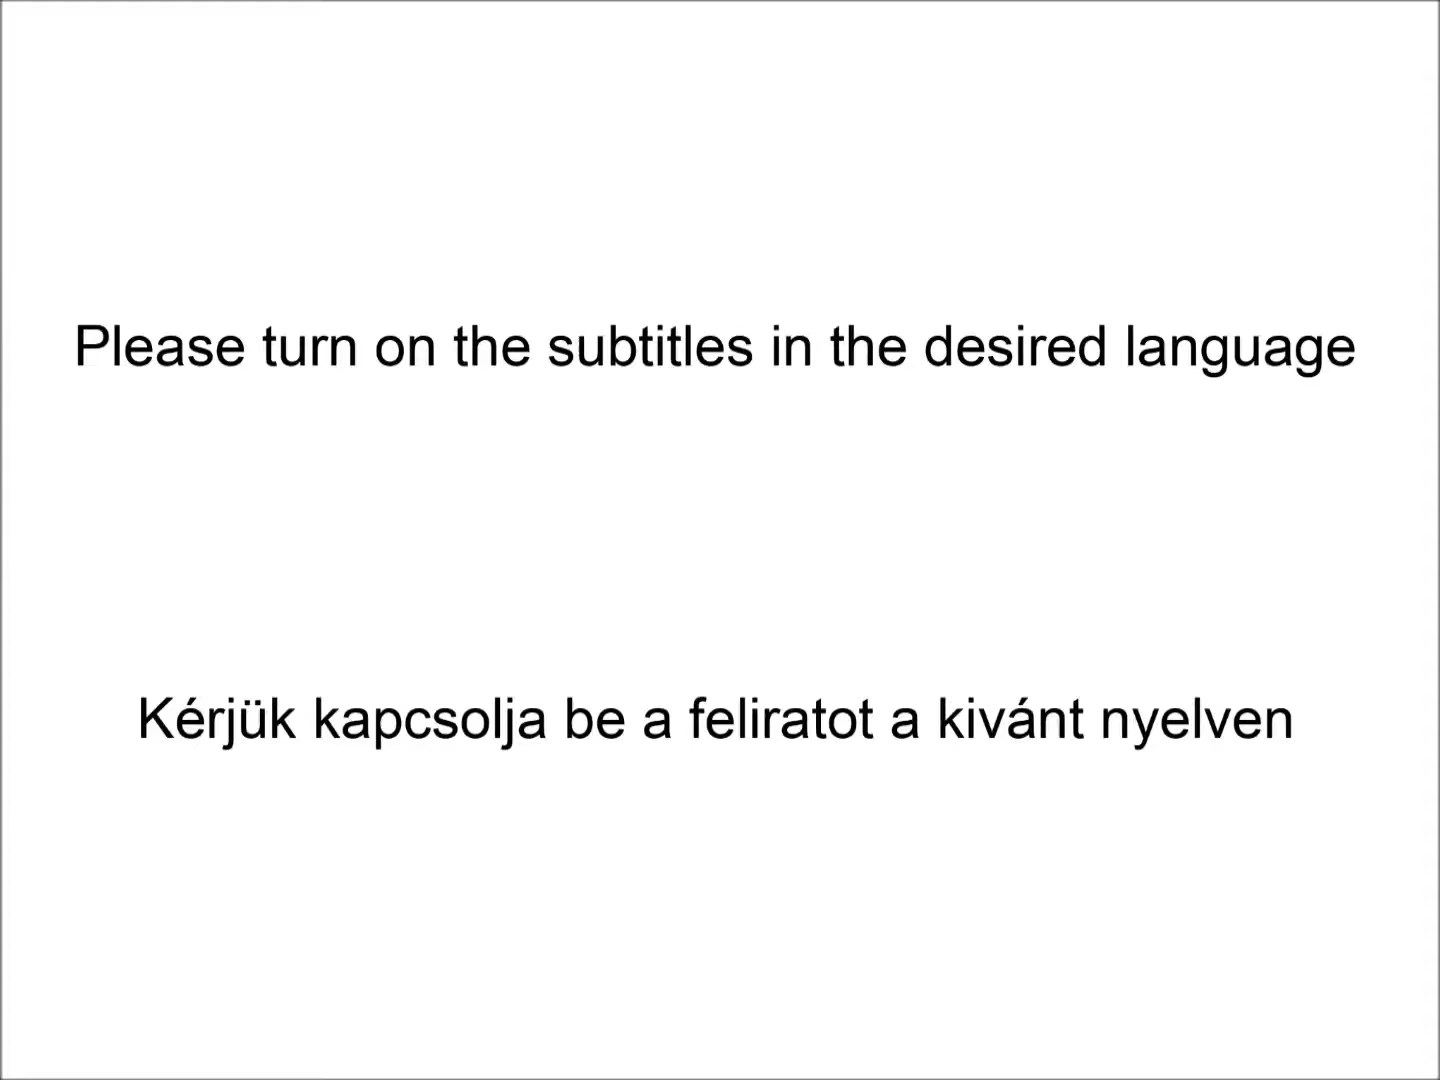 Please turn on the subtitles in the desired language
Kérjük kapcsolja be a feliratot a kivánt nyelven